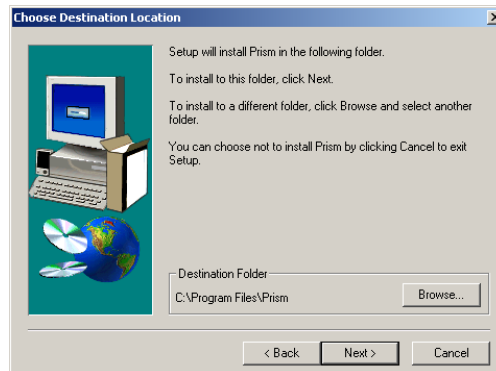 Choose Destination Location
Setup will install Prism in the following folder.
To install to this folder, click Next.
To install to a different folder, click Browse and select another
folder.
You can choose not to install Prism by clicking Cancel to exit
Setup.
Destination Folder
C:\Program Files\Prism
Browse...
< Back
Next >
Cancel